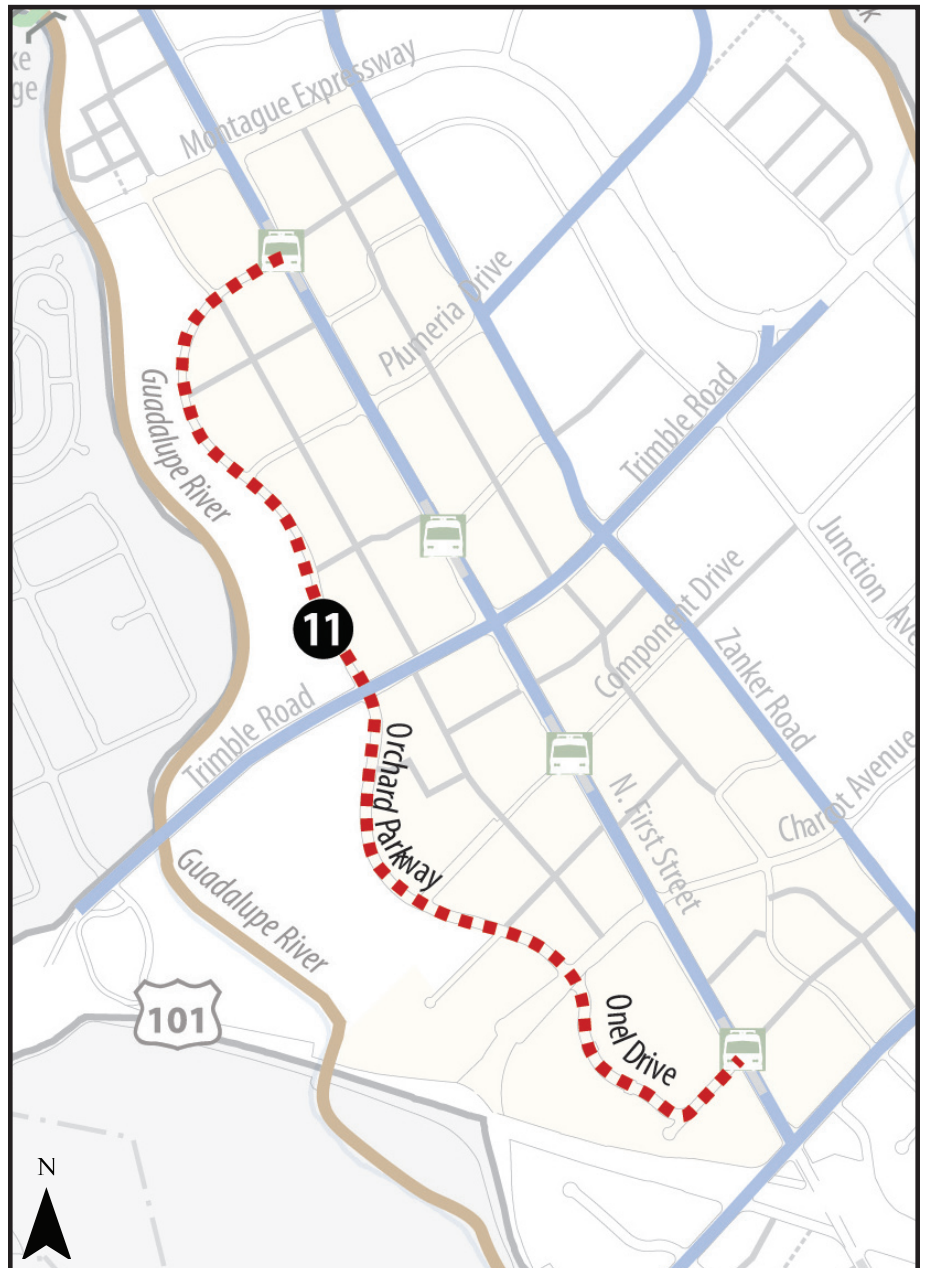 Montague Expressway
Plumeria Drive
Guadalupe River
Trimble Road
Junction Ave
Component Drive
11
Zanker Road
Trimble Road
Orchard Parkway
N. First Street
Charcot Avenue
Guadalupe River
101
Onel Drive
N